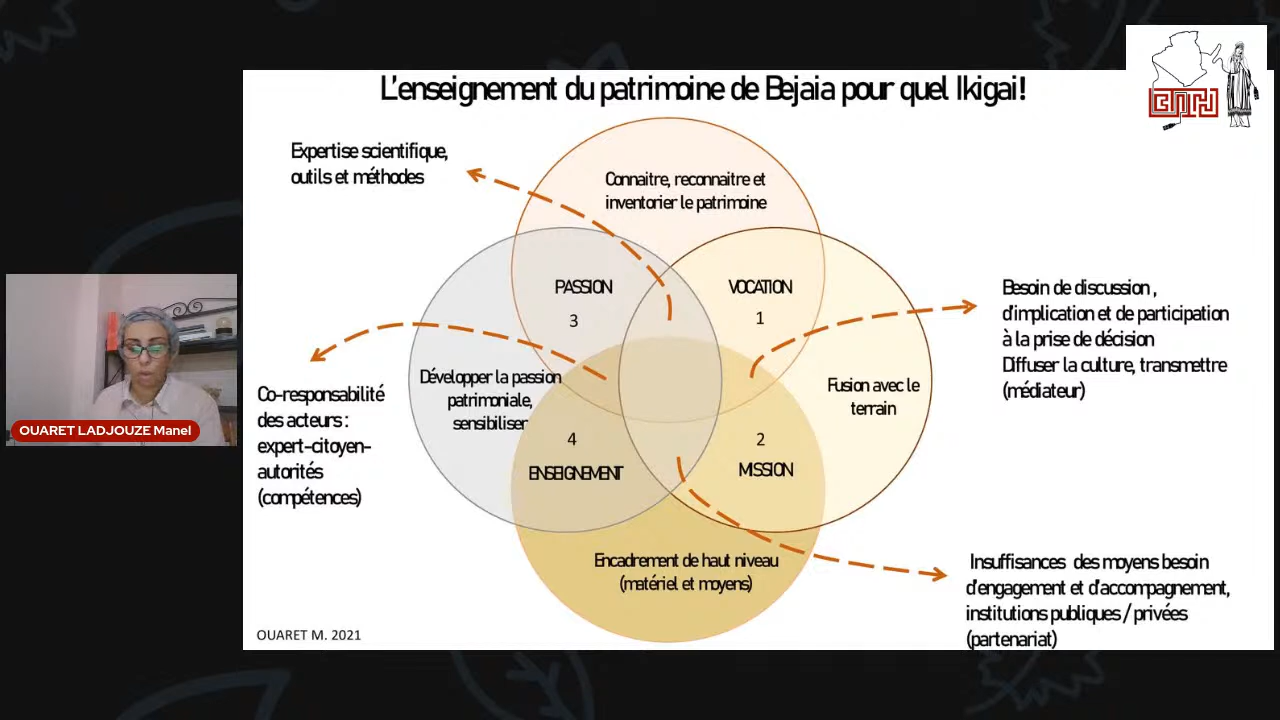 L'enseignement du patrimoine de Bejaia pour quel Ikigai!
Expertise scientifique,
outils et méthodes
Connaitre, reconnaitre et
inventorier le patrimoine
PASSION
3
VOCATION
1
Besoin de discussion ,
d'implication et de participation
à la prise de décision
Diffuser la culture, transmettre
(médiateur)
Co-responsabilité
des acteurs :
expert-citoyen-
autorités
(compétences)
Développer la passion
patrimoniale,
sensibiliser
Fusion avec le
terrain
4
ENSEIGNEMENT
2
MISSION
Encadrement de haut niveau
(matériel et moyens)
Insuffisances des moyens besoin
d'engagement et d'accompagnement,
institutions publiques / privées
(partenariat)
OUARET M. 2021
OUARET LADJOUZE Manel